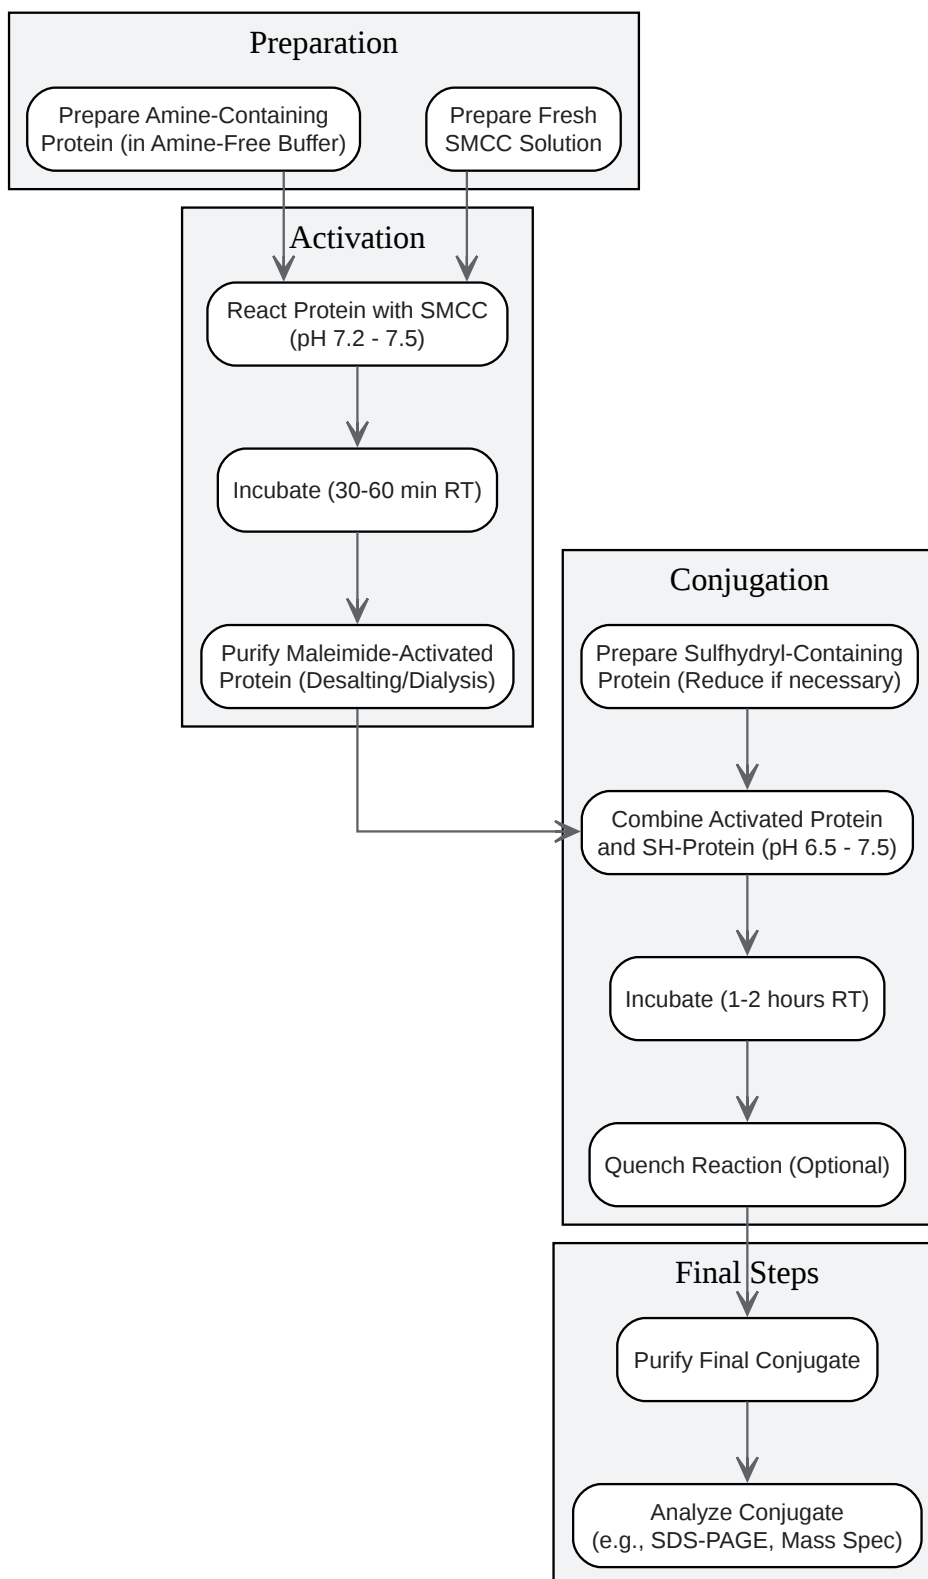 Preparation
Prepare Amine-Containing
Protein (in Amine-Free Buffer)
Prepare Fresh
SMCC Solution
Activation
React Protein with SMCC
(pH 7.2 - 7.5)
Incubate (30-60 min RT)
Purify Maleimide-Activated
Protein (Desalting/Dialysis)
Conjugation
Prepare Sulfhydryl-Containing
Protein (Reduce if necessary)
Combine Activated Protein
and SH-Protein (pH 6.5 - 7.5)
Incubate (1-2 hours RT)
Quench Reaction (Optional)
Final Steps
Purify Final Conjugate
Analyze Conjugate
(e.g., SDS-PAGE, Mass Spec)